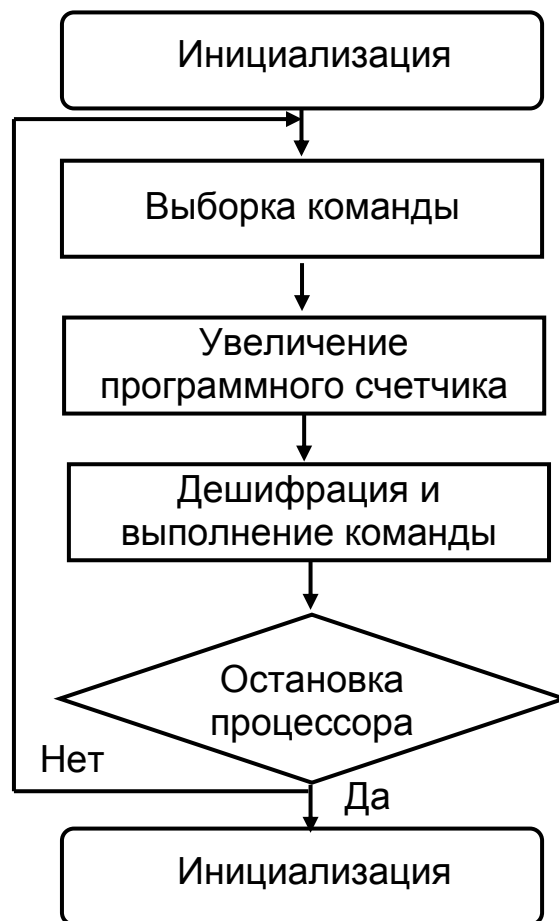 Инициализация
Выборка команды
Увеличение
программного счетчика
Дешифрация и
выполнение команды
Остановка
процессора
Нет
Да
Инициализация